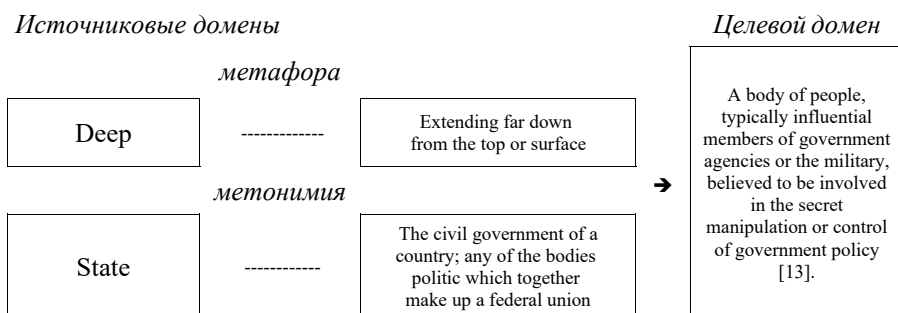 Источниковые домены
Целевой домен
метафора
Deep
-------------
Extending far down
from the top or surface
метонимия
State
------------
The civil government of a
country; any of the bodies
politic which together
make up a federal union
➔
A body of people,
typically influential
members of government
agencies or the military,
believed to be involved
in the secret
manipulation or control
of government policy
[13].